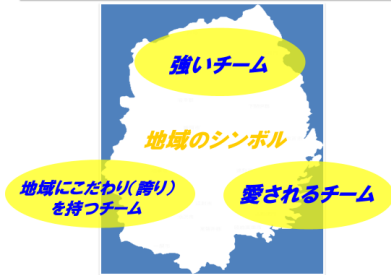 強いチーム
地域のシンボル
地域にこだわり(誇り)
を持つチーム
愛されるチーム